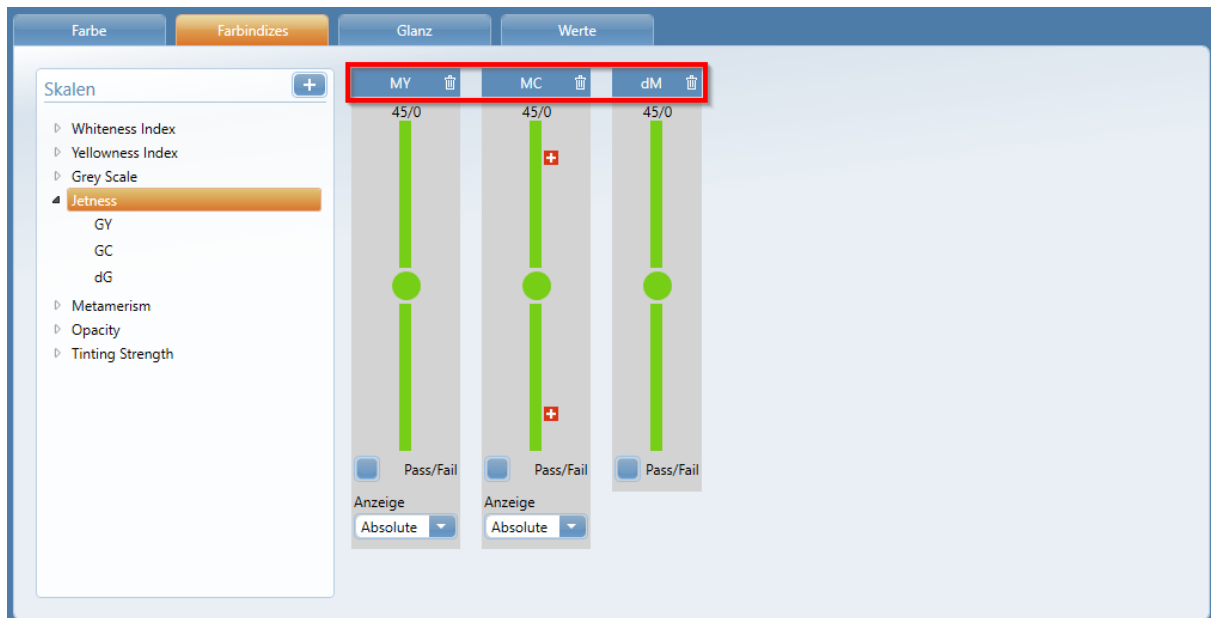 Farbe Farbindizes Glanz Werte
Skalen
Whiteness Index
Yellowness Index
Grey Scale
Jetness
GY
GC
dG
Metamerism
Opacity
Tinting Strength
MY MC dM
45/0 45/0 45/0
Pass/Fail Pass/Fail Pass/Fail
Anzeige Anzeige
Absolute Absolute